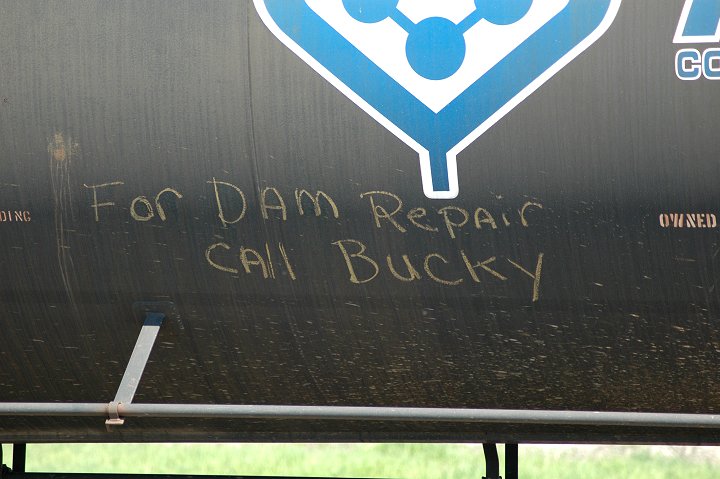 For DAM Repair
call Bucky
DING
OWNED
CO